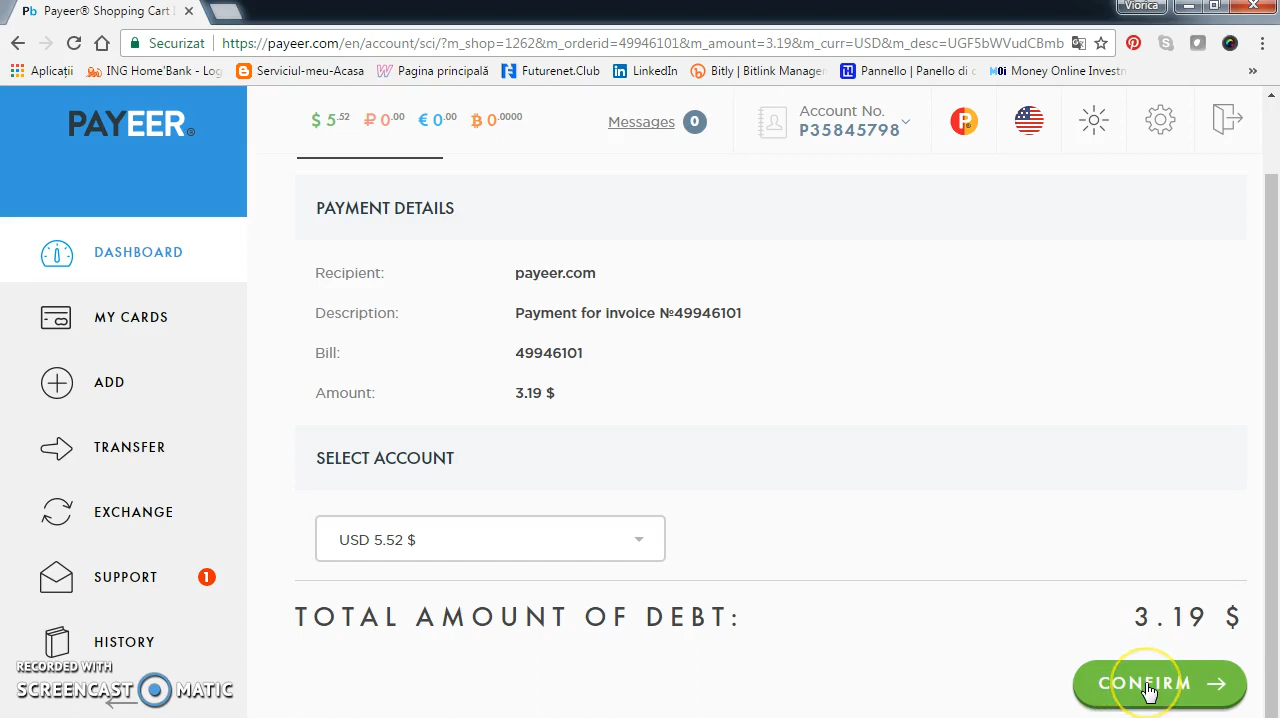 Pb Payeer® Shopping Cart
Viorica
Securizat https://payeer.com/en/account/oi/?m_shop=1262&m_orderid=49946101&m_amount=3.19&m_curr=USD&m_desc=UGF5bWVudCBmb
Aplicații ING Home'Bank - Log Serviciul-meu.Acasa Pagina principală Futurenet.Club LinkedIn Bitly | Bitlink Manager Pannello | Panano di Money Online Investm »
PAYEER®
$ 5.52 ₽ 0.00 € 0.00 ₿ 0.0000
Messages 0
Account No.
P35845798
PAYMENT DETAILS
DASHBOARD
Recipient: payeer.com
MY CARDS
Description: Payment for invoice №49946101
Bill: 49946101
ADD
Amount: 3.19 $
TRANSFER
SELECT ACCOUNT
EXCHANGE
USD 5.52 $
SUPPORT 1
TOTAL AMOUNT OF DEBT: 3.19 $
HISTORY
RECORDED WITH
SCREENCAST MATIC
CONFIRM →